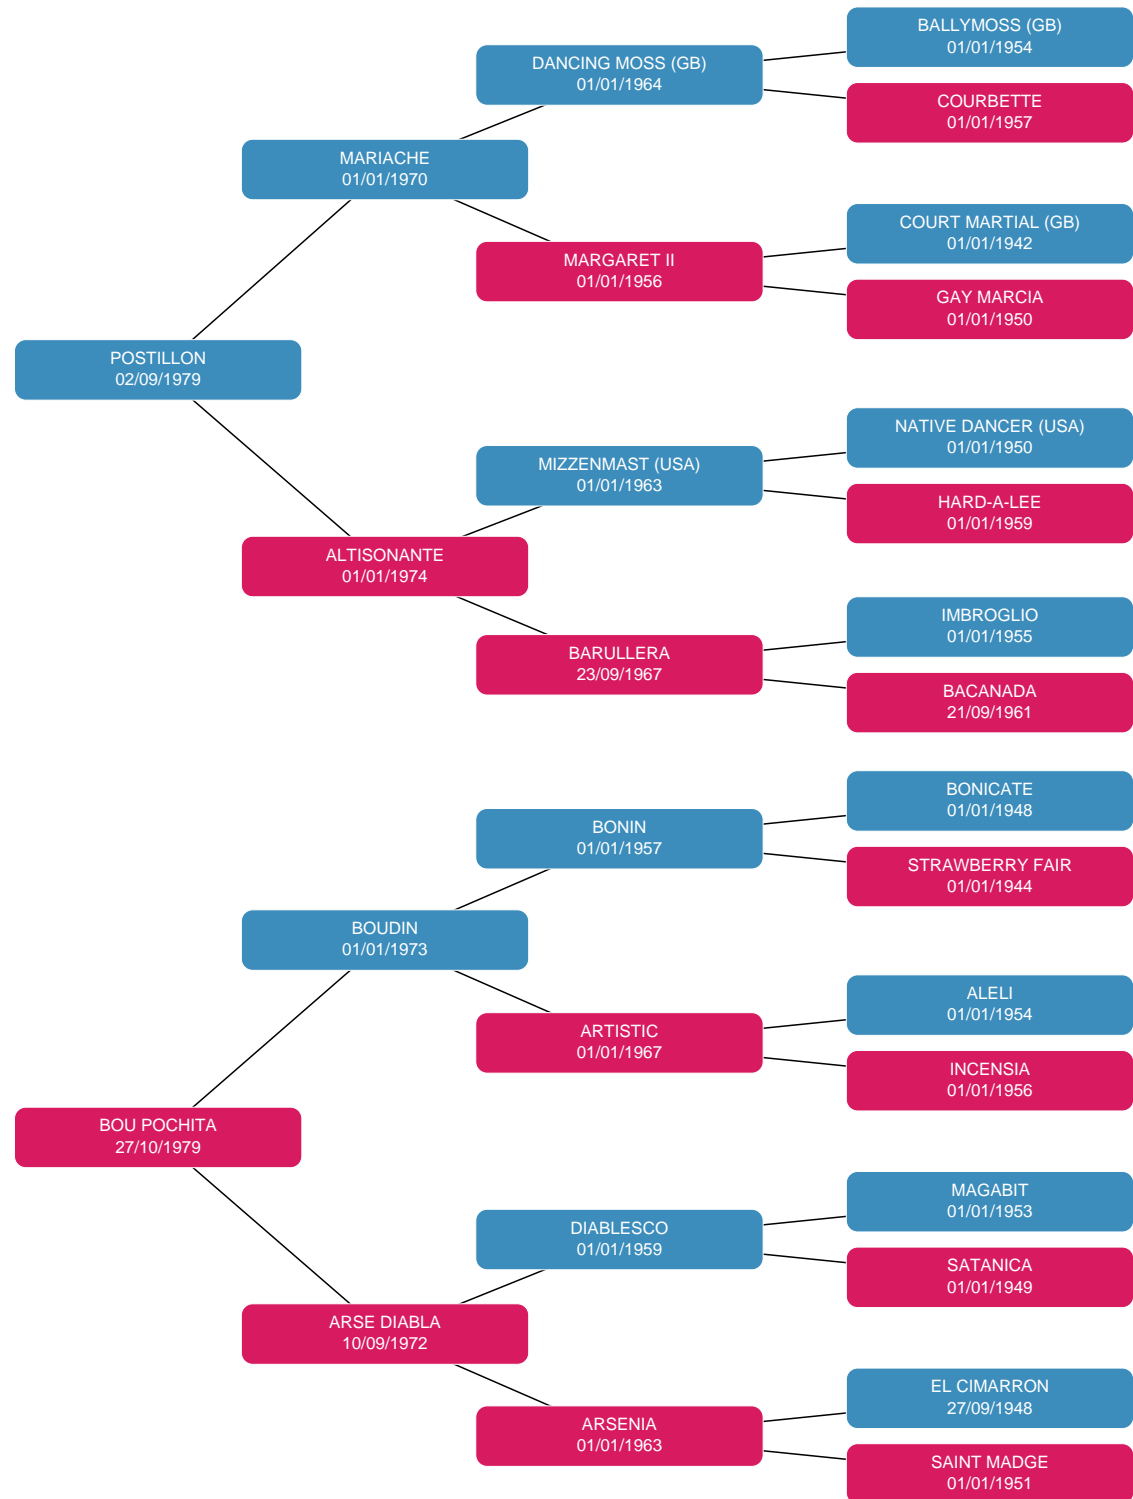 BALLYMOSS (GB)
01/01/1954
DANCING MOSS (GB)
01/01/1964
COURBETTE
01/01/1957
MARIACHE
01/01/1970
COURT MARTIAL (GB)
01/01/1942
MARGARET II
01/01/1956
GAY MARCIA
01/01/1950
POSTILLON
02/09/1979
NATIVE DANCER (USA)
01/01/1950
MIZZENMAST (USA)
01/01/1963
HARD-A-LEE
01/01/1959
ALTISONANTE
01/01/1974
IMBROGLIO
01/01/1955
BARULLERA
23/09/1967
BACANADA
21/09/1961
BONICATE
01/01/1948
BONIN
01/01/1957
STRAWBERRY FAIR
01/01/1944
BOUDIN
01/01/1973
ALELI
01/01/1954
ARTISTIC
01/01/1967
INCENSIA
01/01/1956
BOU POCHITA
27/10/1979
MAGABIT
01/01/1953
DIABLESCO
01/01/1959
SATANICA
01/01/1949
ARSE DIABLA
10/09/1972
EL CIMARRON
27/09/1948
ARSENIA
01/01/1963
SAINT MADGE
01/01/1951